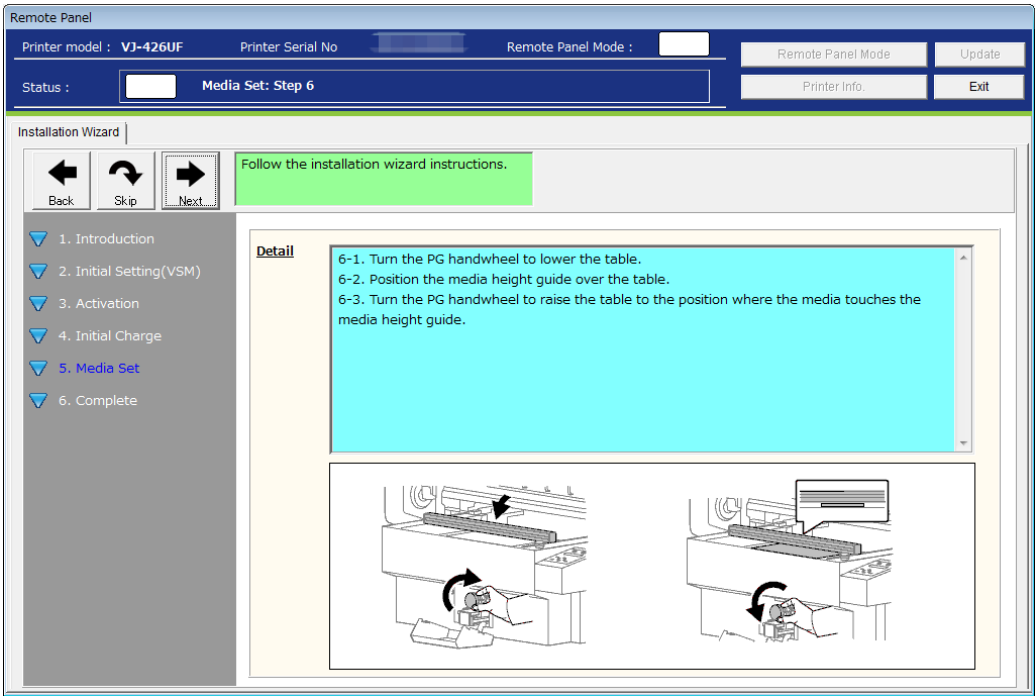 Remote Panel
Printer model : VJ-426UF Printer Serial No Remote Panel Mode :
Remote Panel Mode Update
Status : Media Set: Step 6
Printer Info. Exit
Installation Wizard
Follow the installation wizard instructions.
Back Skip Next
1. Introduction
2. Initial Setting(VSM)
3. Activation
4. Initial Charge
5. Media Set
6. Complete
Detail
6-1. Turn the PG handwheel to lower the table.
6-2. Position the media height guide over the table.
6-3. Turn the PG handwheel to raise the table to the position where the media touches the
media height guide.